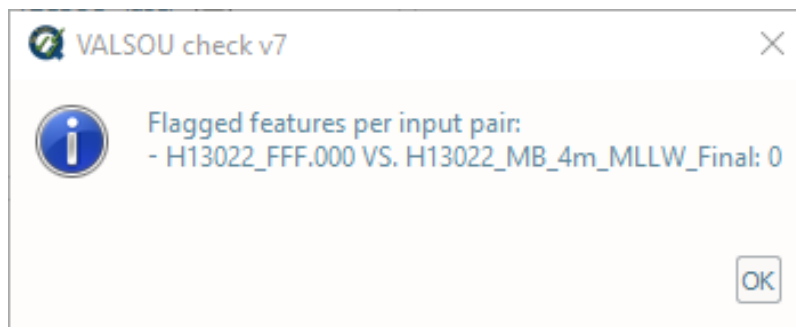 VALSOU check v7
Flagged features per input pair:
- H13022_FFF.000 VS. H13022_MB_4m_MLLW_Final: 0
OK